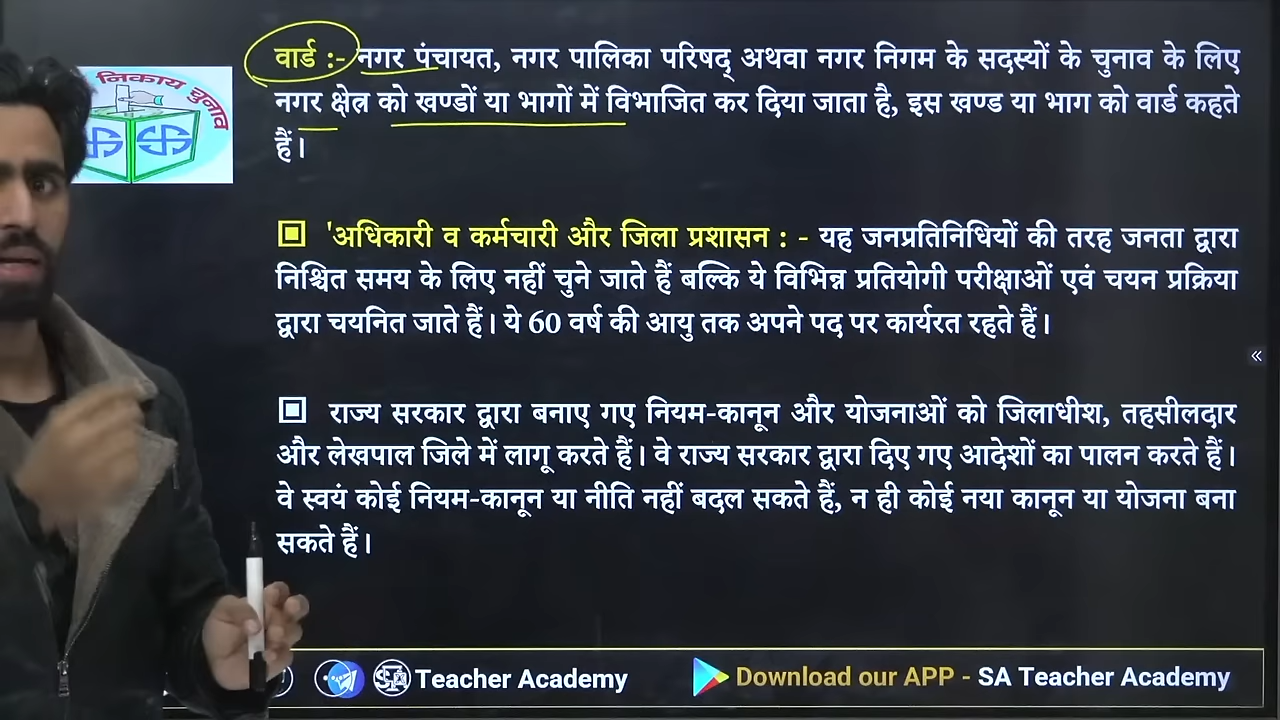 निकाय चुनाव
वार्ड :- नगर पंचायत, नगर पालिका परिषद् अथवा नगर निगम के सदस्यों के चुनाव के लिए
नगर क्षेत्र को खण्डों या भागों में विभाजित कर दिया जाता है, इस खण्ड या भाग को वार्ड कहते
हैं।
'अधिकारी व कर्मचारी और जिला प्रशासन : - यह जनप्रतिनिधियों की तरह जनता द्वारा
निश्चित समय के लिए नहीं चुने जाते हैं बल्कि ये विभिन्न प्रतियोगी परीक्षाओं एवं चयन प्रक्रिया
द्वारा चयनित जाते हैं। ये 60 वर्ष की आयु तक अपने पद पर कार्यरत रहते हैं।
राज्य सरकार द्वारा बनाए गए नियम-कानून और योजनाओं को जिलाधीश, तहसीलदार
और लेखपाल जिले में लागू करते हैं। वे राज्य सरकार द्वारा दिए गए आदेशों का पालन करते हैं।
वे स्वयं कोई नियम-कानून या नीति नहीं बदल सकते हैं, न ही कोई नया कानून या योजना बना
सकते हैं।
Teacher Academy
Download our APP - SA Teacher Academy